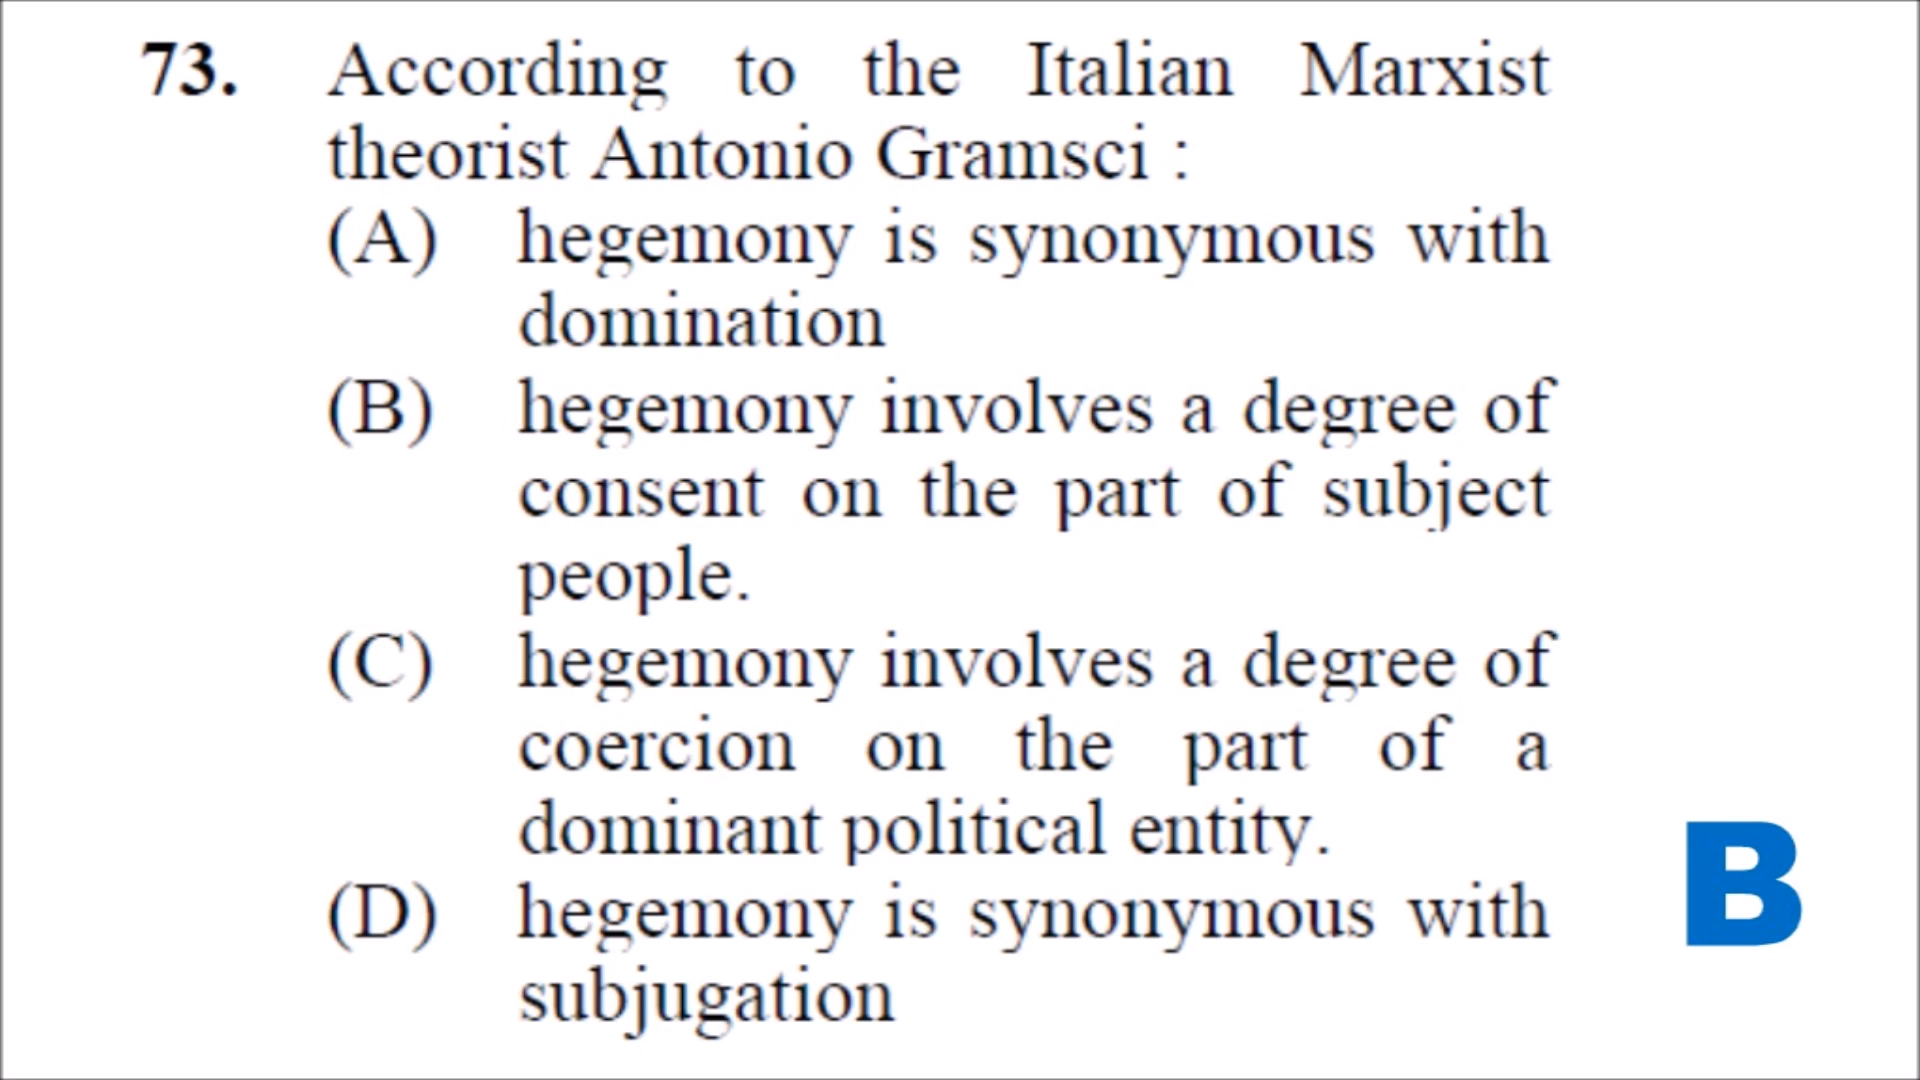 73. According to the Italian Marxist
theorist Antonio Gramsci :
(A) hegemony is synonymous with
domination
(B) hegemony involves a degree of
consent on the part of subject
people.
(C) hegemony involves a degree of
coercion on the part of a
dominant political entity.
(D) hegemony is synonymous with
subjugation
B